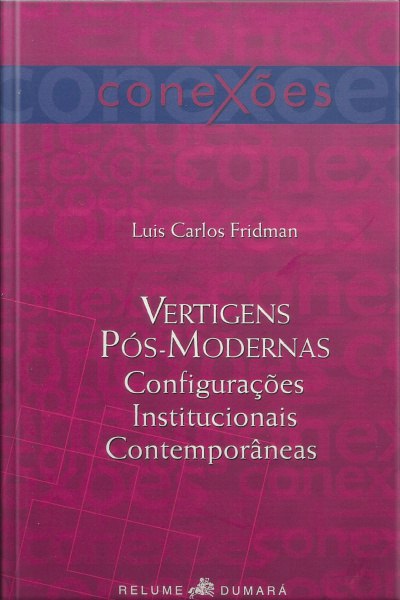 coneXões
Luis Carlos Fridman
VERTIGENS
PÓS-MODERNAS
Configurações
Institucionais
Contemporâneas
RELUME DUMARÁ